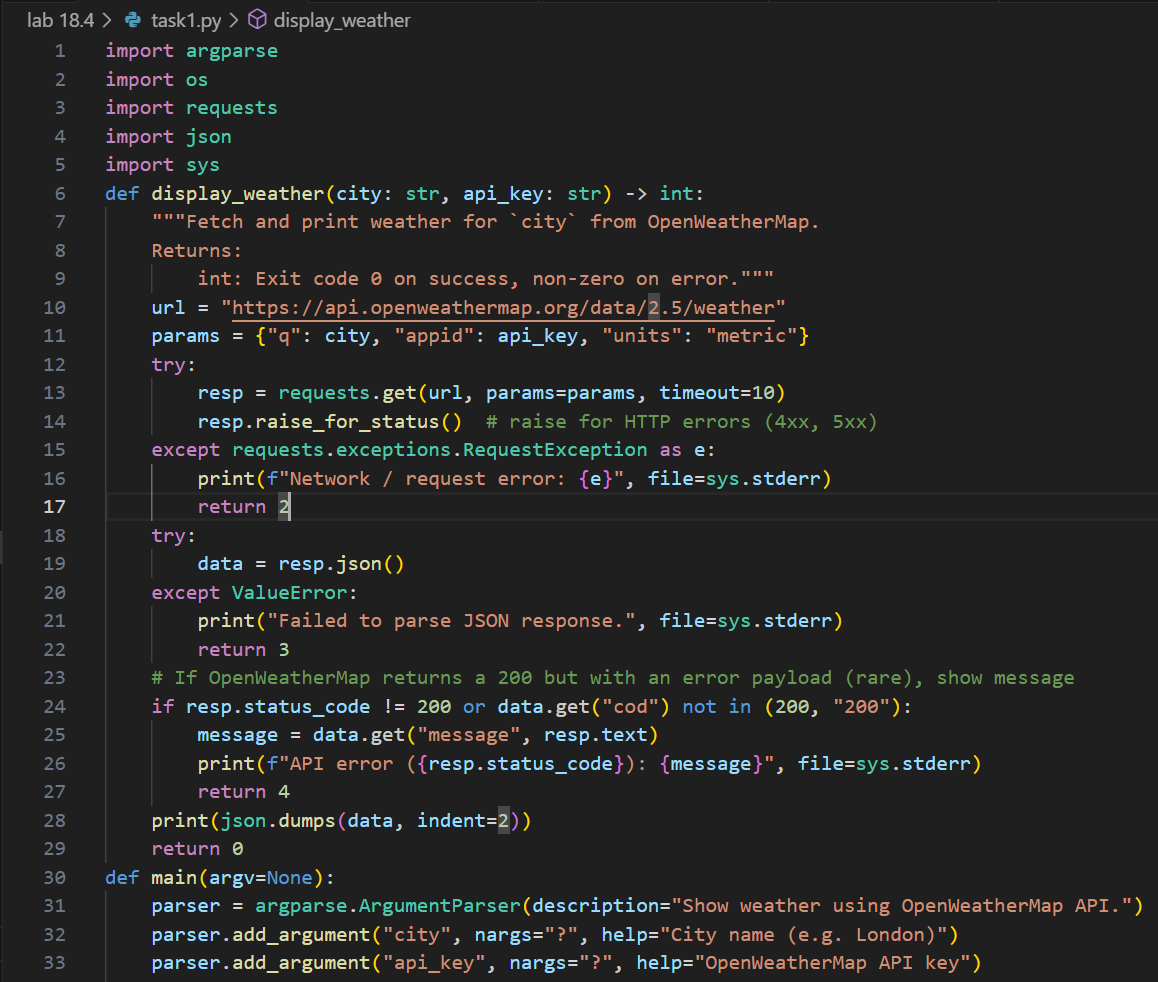 lab 18.4 > task1.py > display_weather
1 import argparse
2 import os
3 import requests
4 import json
5 import sys
6 def display_weather(city: str, api_key: str) -> int:
7     """Fetch and print weather for `city` from OpenWeatherMap.
8     Returns:
9         int: Exit code 0 on success, non-zero on error."""
10     url = "https://api.openweathermap.org/data/2.5/weather"
11     params = {"q": city, "appid": api_key, "units": "metric"}
12     try:
13         resp = requests.get(url, params=params, timeout=10)
14         resp.raise_for_status()  # raise for HTTP errors (4xx, 5xx)
15     except requests.exceptions.RequestException as e:
16         print(f"Network / request error: {e}", file=sys.stderr)
17         return 2
18     try:
19         data = resp.json()
20     except ValueError:
21         print("Failed to parse JSON response.", file=sys.stderr)
22         return 3
23     # If OpenWeatherMap returns a 200 but with an error payload (rare), show message
24     if resp.status_code != 200 or data.get("cod") not in (200, "200"):
25         message = data.get("message", resp.text)
26         print(f"API error ({resp.status_code}): {message}", file=sys.stderr)
27         return 4
28     print(json.dumps(data, indent=2))
29     return 0
30 def main(argv=None):
31     parser = argparse.ArgumentParser(description="Show weather using OpenWeatherMap API.")
32     parser.add_argument("city", nargs="?", help="City name (e.g. London)")
33     parser.add_argument("api_key", nargs="?", help="OpenWeatherMap API key")